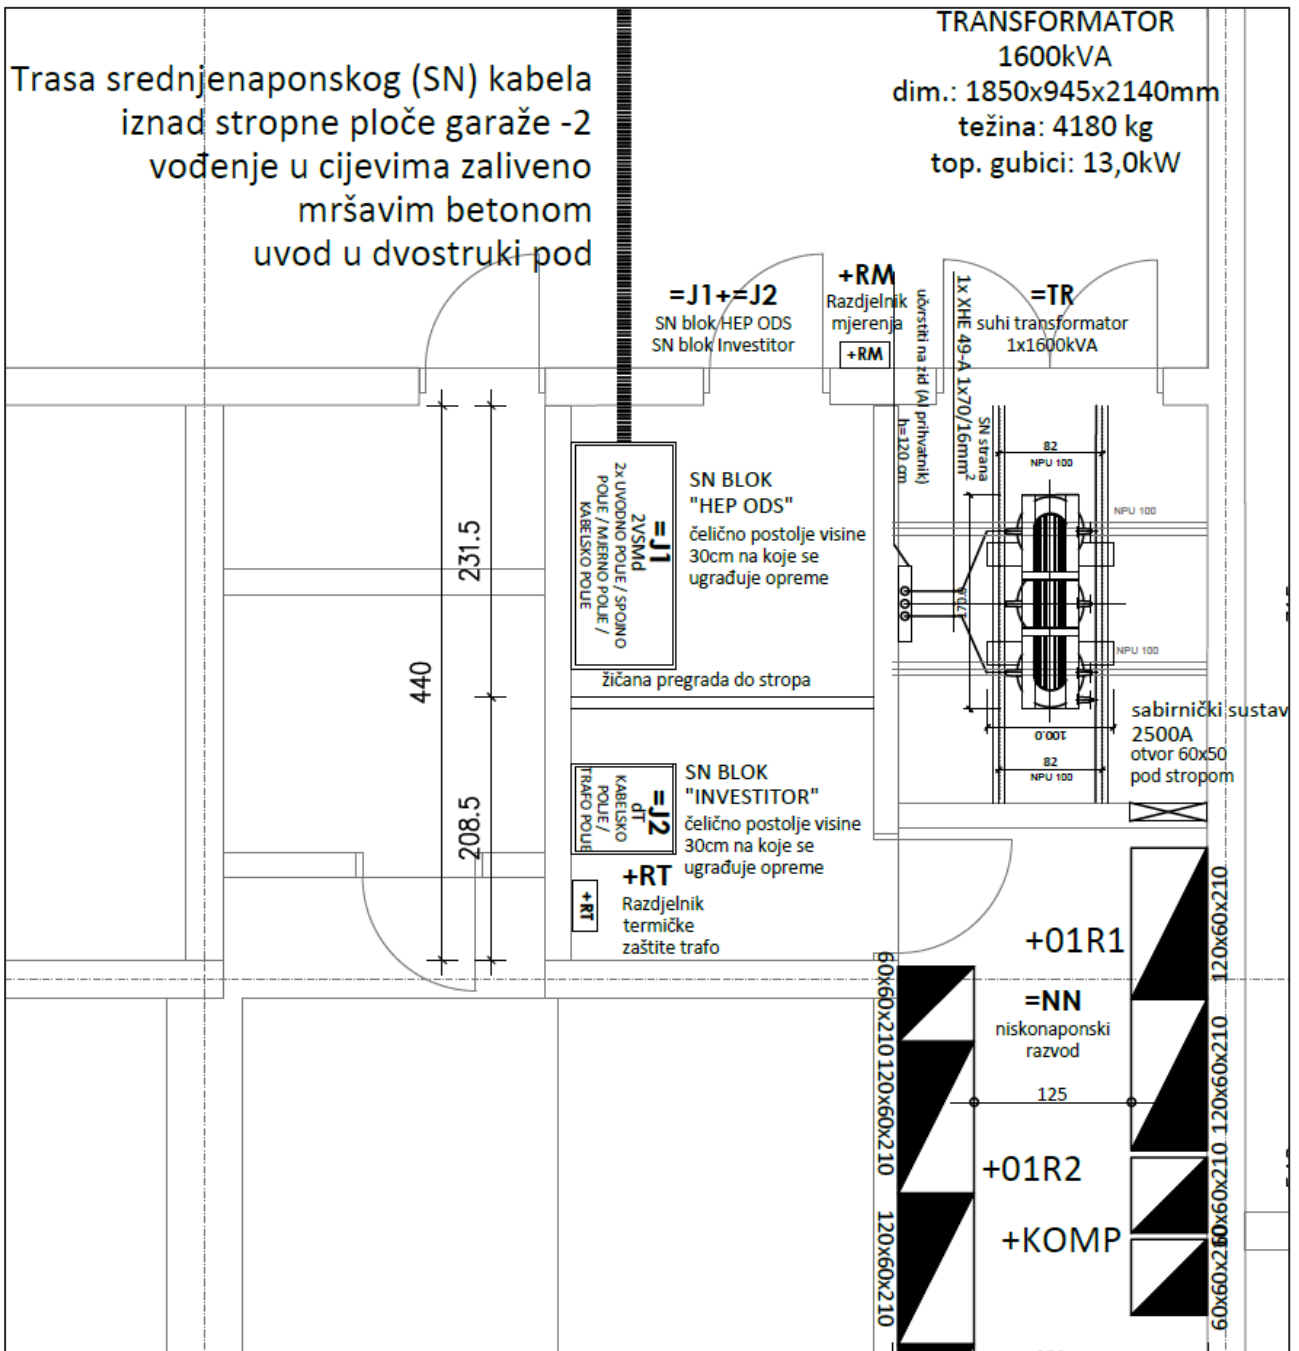 Trasa srednjenaponskog (SN) kabela
iznad stropne ploče garaže -2
vođenje u cijevima zaliveno
mršavim betonom
uvod u dvostruki pod
TRANSFORMATOR
1600kVA
dim.: 1850x945x2140mm
težina: 4180 kg
top. gubici: 13,0kW
=J1+=J2
SN blok HEP ODS
SN blok Investitor
+RM
Razdjelnik
mjerenja
+RM
učvrstiti na zid (Al prihvatnik)
h=120 cm
1x XHE 49-A 1x70/16mm²
SN strana
=TR
suhi transformator
1x1600kVA
82
NPU 100
NPU 100
170.0
NPU 100
100.0
82
NPU 100
231.5
440
208.5
=J1
2VSMd
2x UVODNO POLJE / SPOJNO
POLJE / MJERNO POLJE /
KABELSKO POLJE
SN BLOK
"HEP ODS"
čelično postolje visine
30cm na koje se
ugrađuje opreme
žičana pregrada do stropa
=J2
dT
KABELSKO
POLJE /
TRAFO POLJE
SN BLOK
"INVESTITOR"
čelično postolje visine
30cm na koje se
ugrađuje opreme
+RT
Razdjelnik
termičke
zaštite trafo
+RT
sabirnički sustav
2500A
otvor 60x50
pod stropom
+01R1
=NN
niskonaponski
razvod
125
+01R2
+KOMP
60x60x210
120x60x210
120x60x210
120x60x210
120x60x210
60x60x210
60x60x210